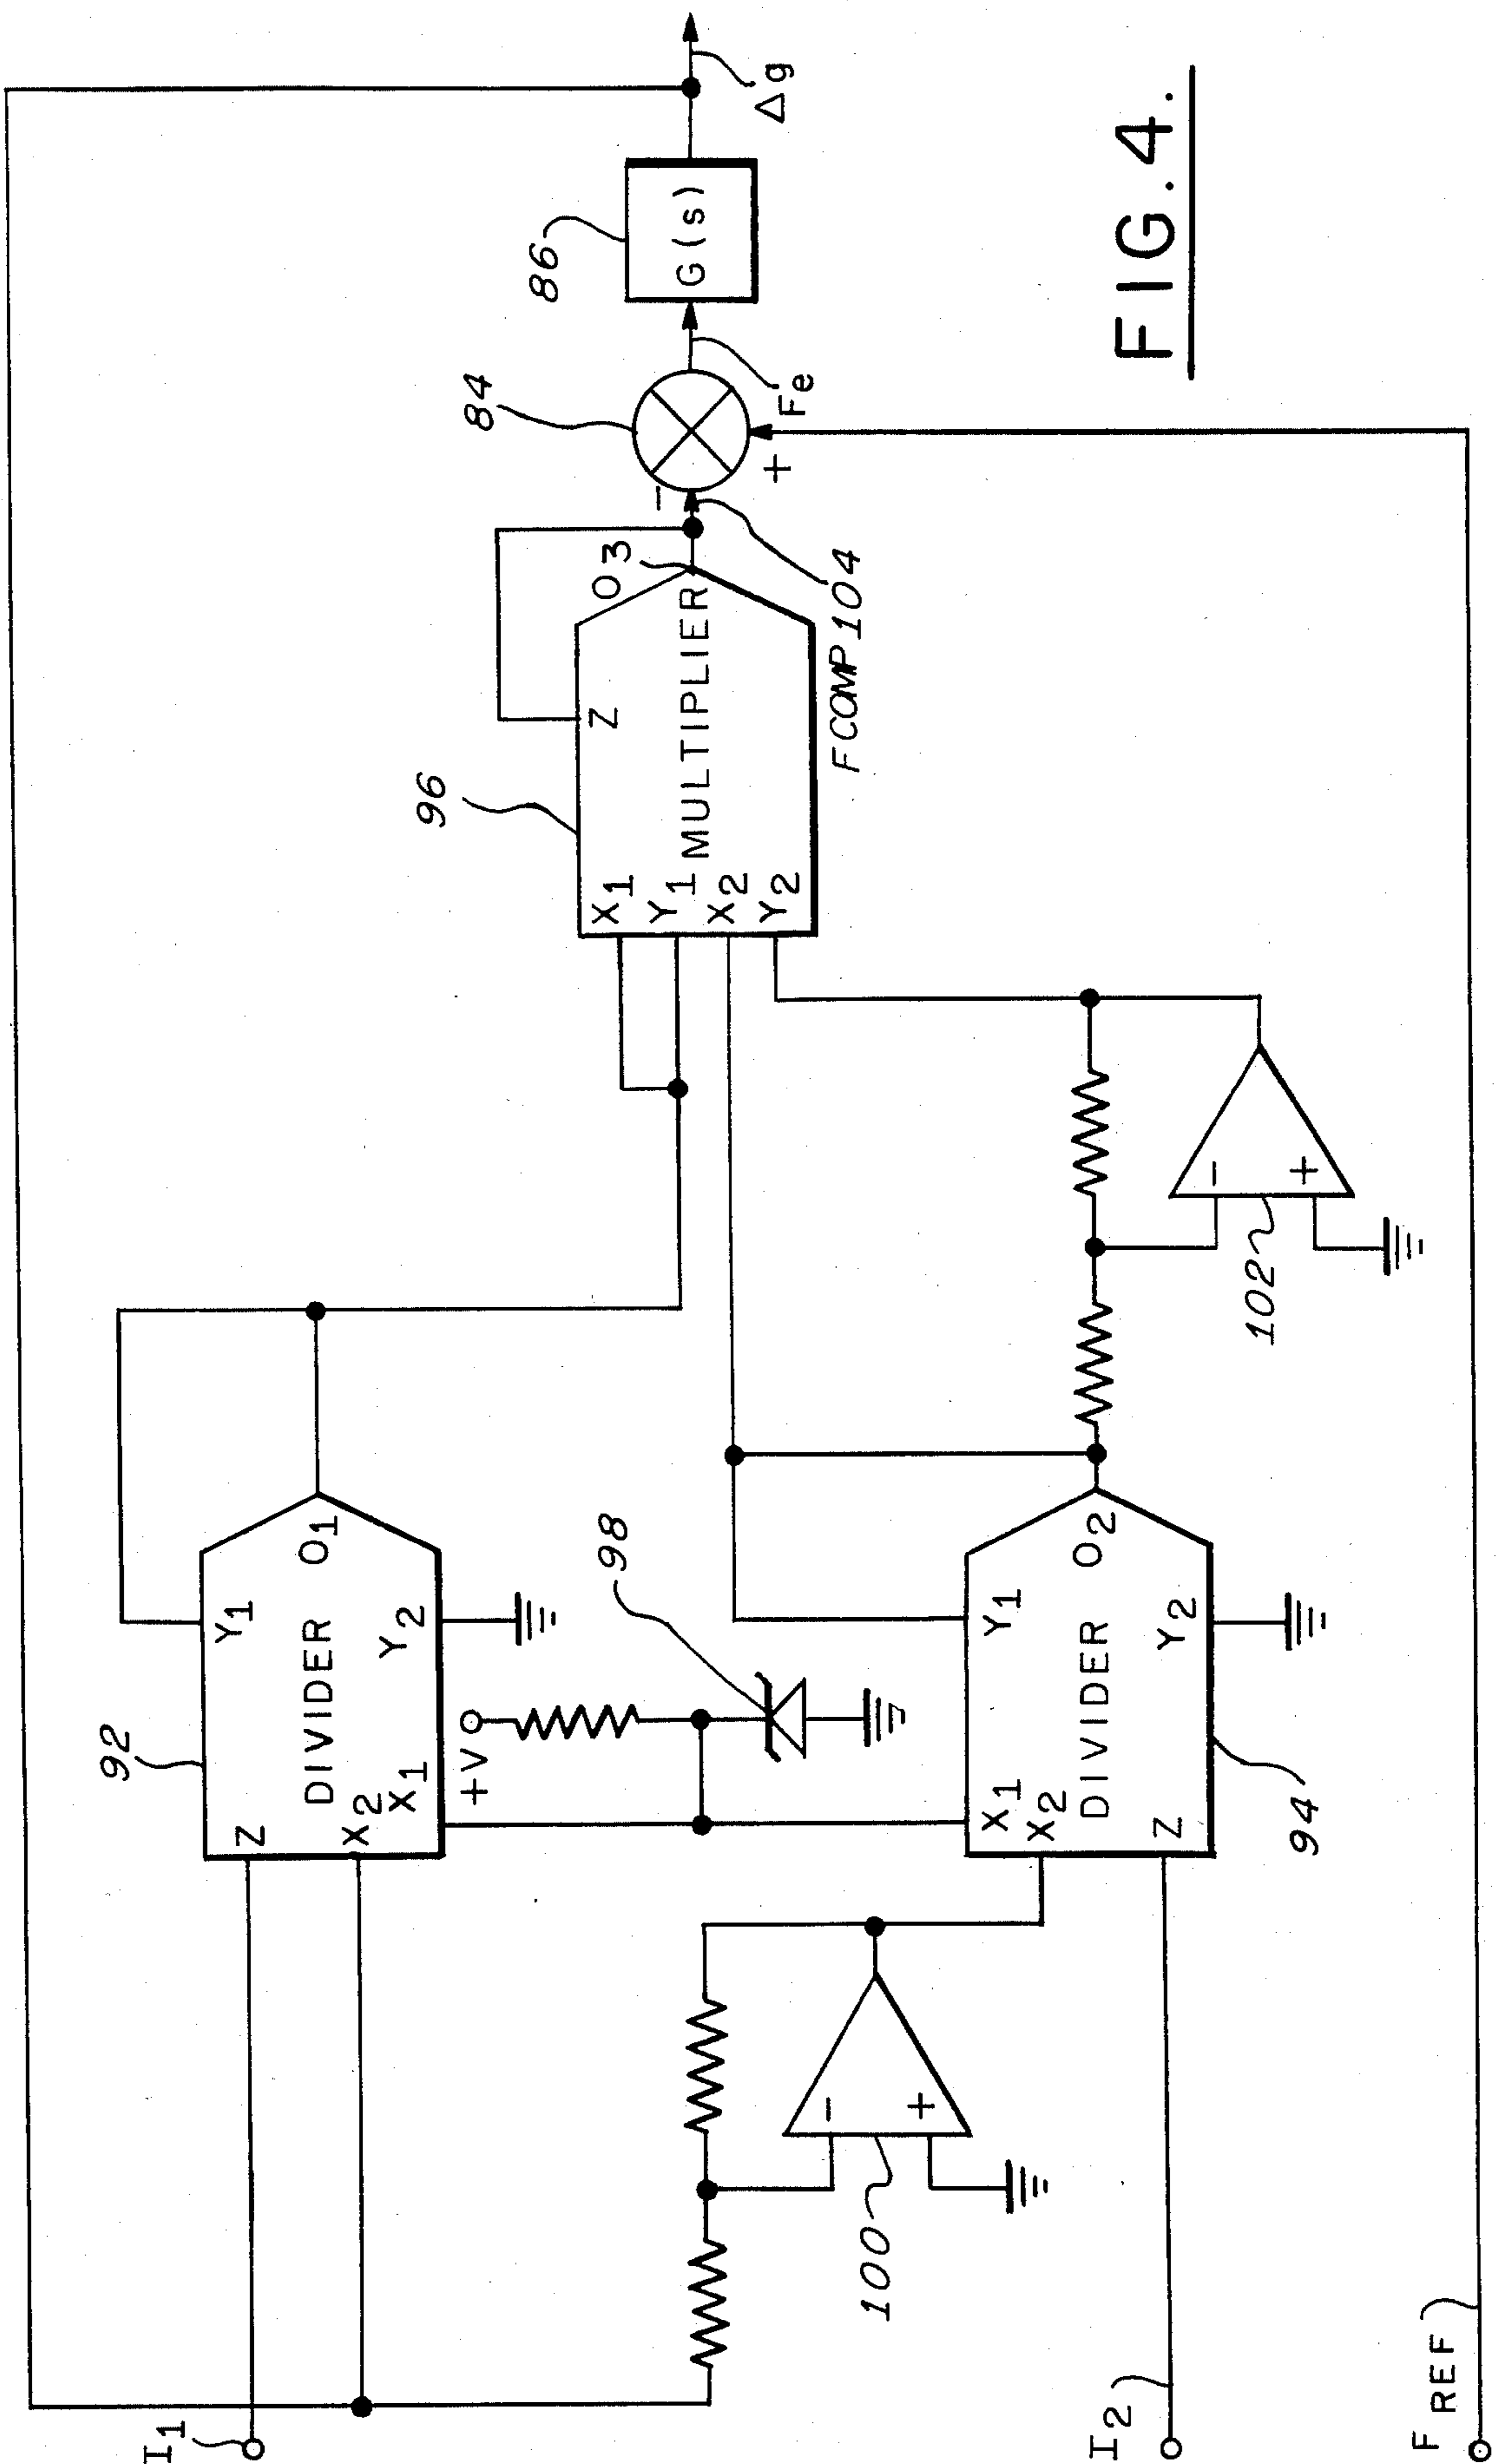 I1
Z
X2
X1
DIVIDER
Y1
Y2
O1
92
+V
98
100
-
+
I2
X1
X2
Z
DIVIDER
Y1
Y2
O2
94
102
-
+
96
X1
Y1
X2
Y2
MULTIPLIER
Z
O3
FCOMP 104
84
-
+
Fe
86
G(s)
Δg
F REF
FIG.4.